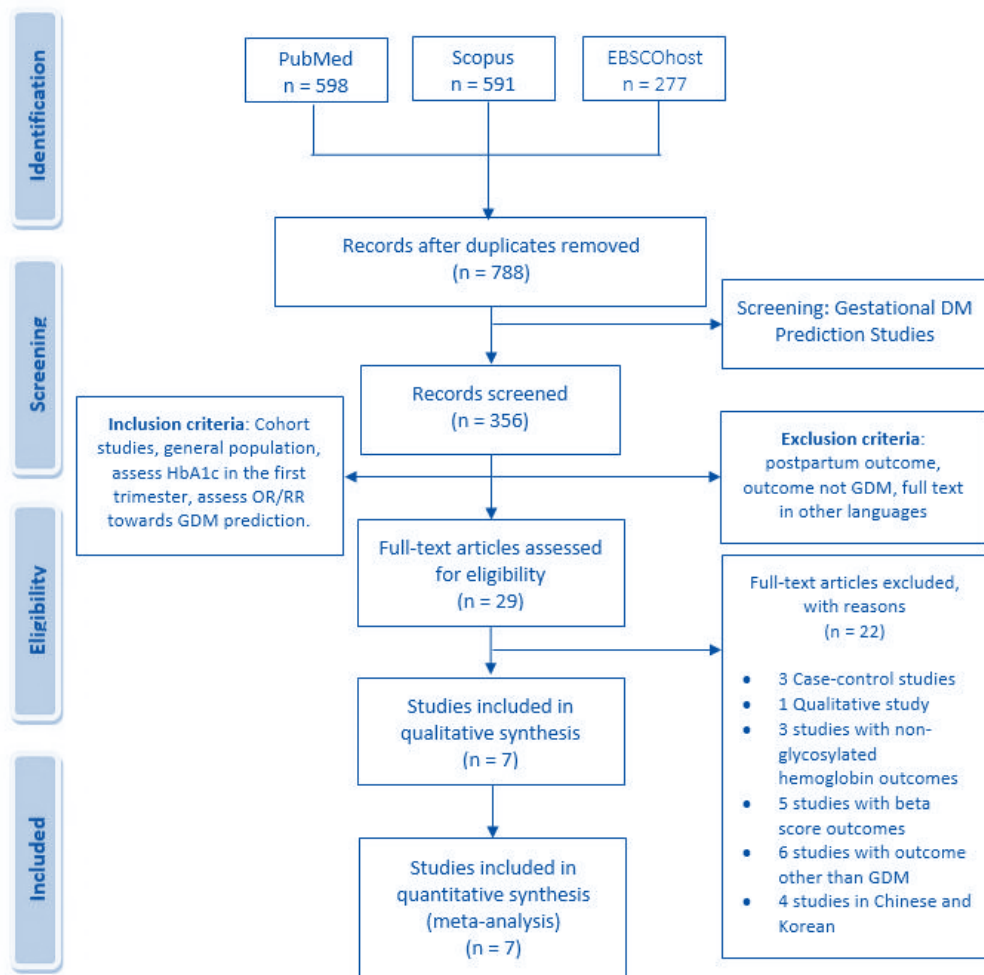 Identification
PubMed
n = 598
Scopus
n = 591
EBSCOhost
n = 277
Records after duplicates removed
(n = 788)
Screening
Screening: Gestational DM
Prediction Studies
Records screened
(n = 356)
Inclusion criteria: Cohort
studies, general population,
assess HbA1c in the first
trimester, assess OR/RR
towards GDM prediction.
Exclusion criteria:
postpartum outcome,
outcome not GDM, full text
in other languages
Eligibility
Full-text articles assessed
for eligibility
(n = 29)
Full-text articles excluded,
with reasons
(n = 22)
• 3 Case-control studies
• 1 Qualitative study
• 3 studies with non-
glycosylated
hemoglobin outcomes
• 5 studies with beta
score outcomes
• 6 studies with outcome
other than GDM
• 4 studies in Chinese and
Korean
Studies included in
qualitative synthesis
(n = 7)
Included
Studies included in
quantitative synthesis
(meta-analysis)
(n = 7)